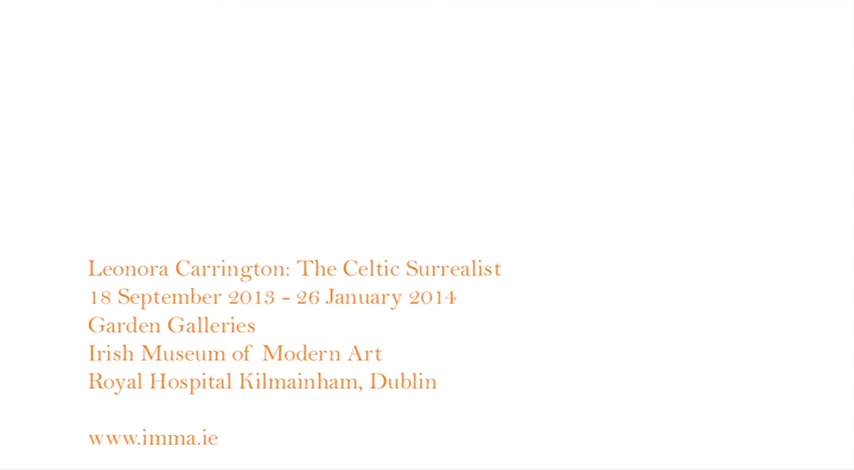 Leonora Carrington: The Celtic Surrealist
18 September 2013 - 26 January 2014
Garden Galleries
Irish Museum of Modern Art
Royal Hospital Kilmainham, Dublin
www.imma.ie